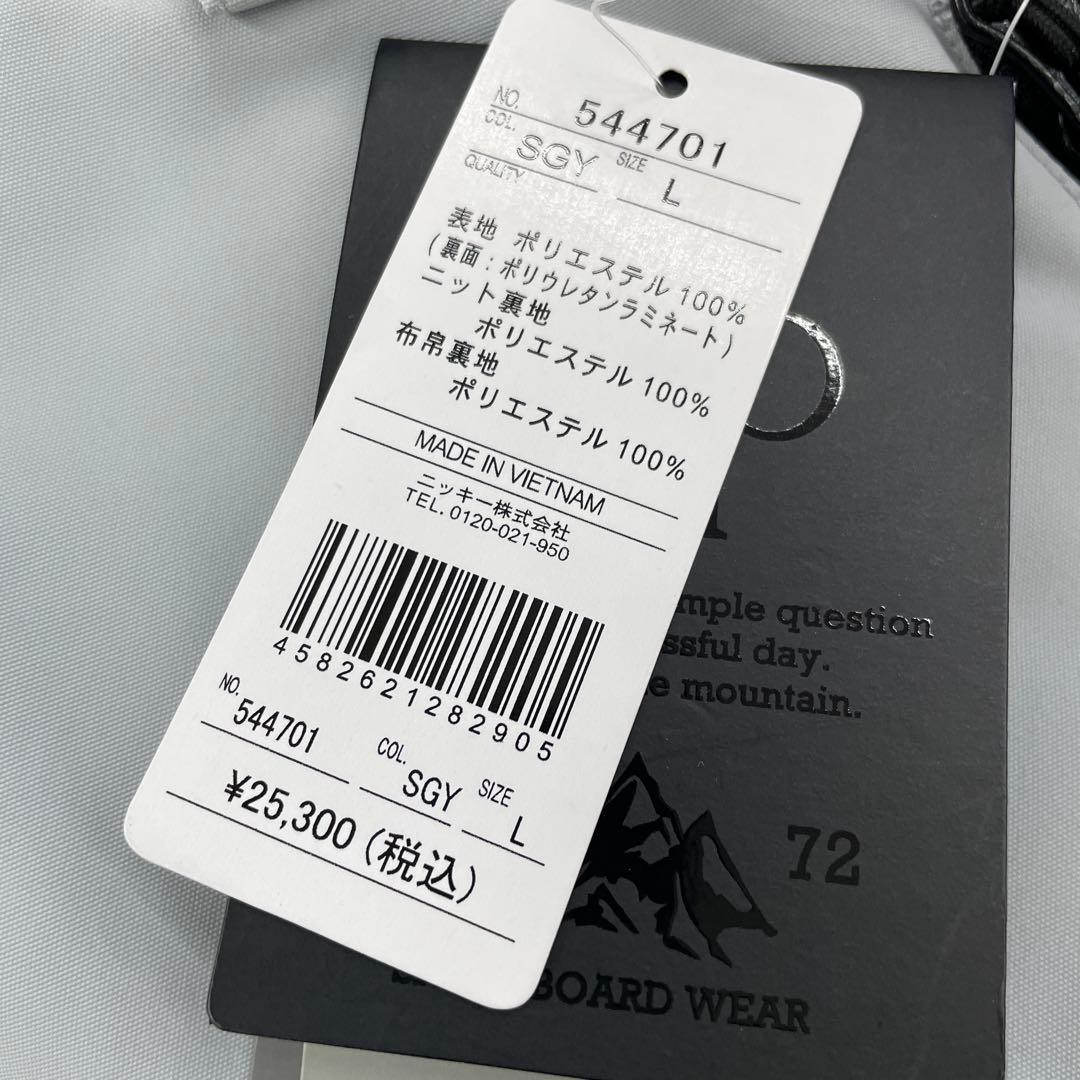 NO. 544701
COL. SGY SIZE L
QUALITY
表地 ポリエステル 100%
(裏面:ポリウレタンラミネート)
ニット裏地
ポリエステル 100%
布帛裏地
ポリエステル 100%
MADE IN VIETNAM
ニッキー株式会社
TEL. 0120-021-950
4582621282905
NO. 544701 COL. SGY SIZE L
¥25,300 (税込)
question
day.
mountain.
72
BOARD WEAR